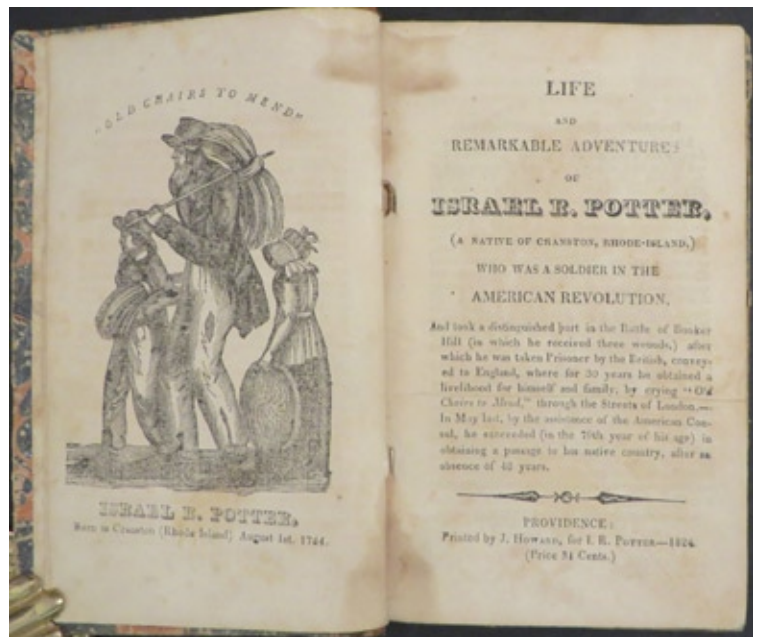 "OLD CHAIRS TO MEND"
ISRAEL R. POTTER,
Born in Cranston (Rhode Island) August 1st, 1744.
LIFE
AND
REMARKABLE ADVENTURES
OF
ISRAEL R. POTTER,
(A NATIVE OF CRANSTON, RHODE-ISLAND,)
WHO WAS A SOLDIER IN THE
AMERICAN REVOLUTION,
And took a distinguished part in the Battle of Bunker
Hill (in which he received three wounds,) after
which he was taken Prisoner by the British, convey-
ed to England, where for 30 years he obtained a
livelihood for himself and family, by crying "Old
Chairs to Mend," through the Streets of London.—
In May last, by the assistance of the American Con-
sul, he succeeded (in the 79th year of his age) in
obtaining a passage to his native country, after an
absence of 48 years.
PROVIDENCE:
Printed by J. Howard, for I. R. Potter—1824.
(Price 31 Cents.)